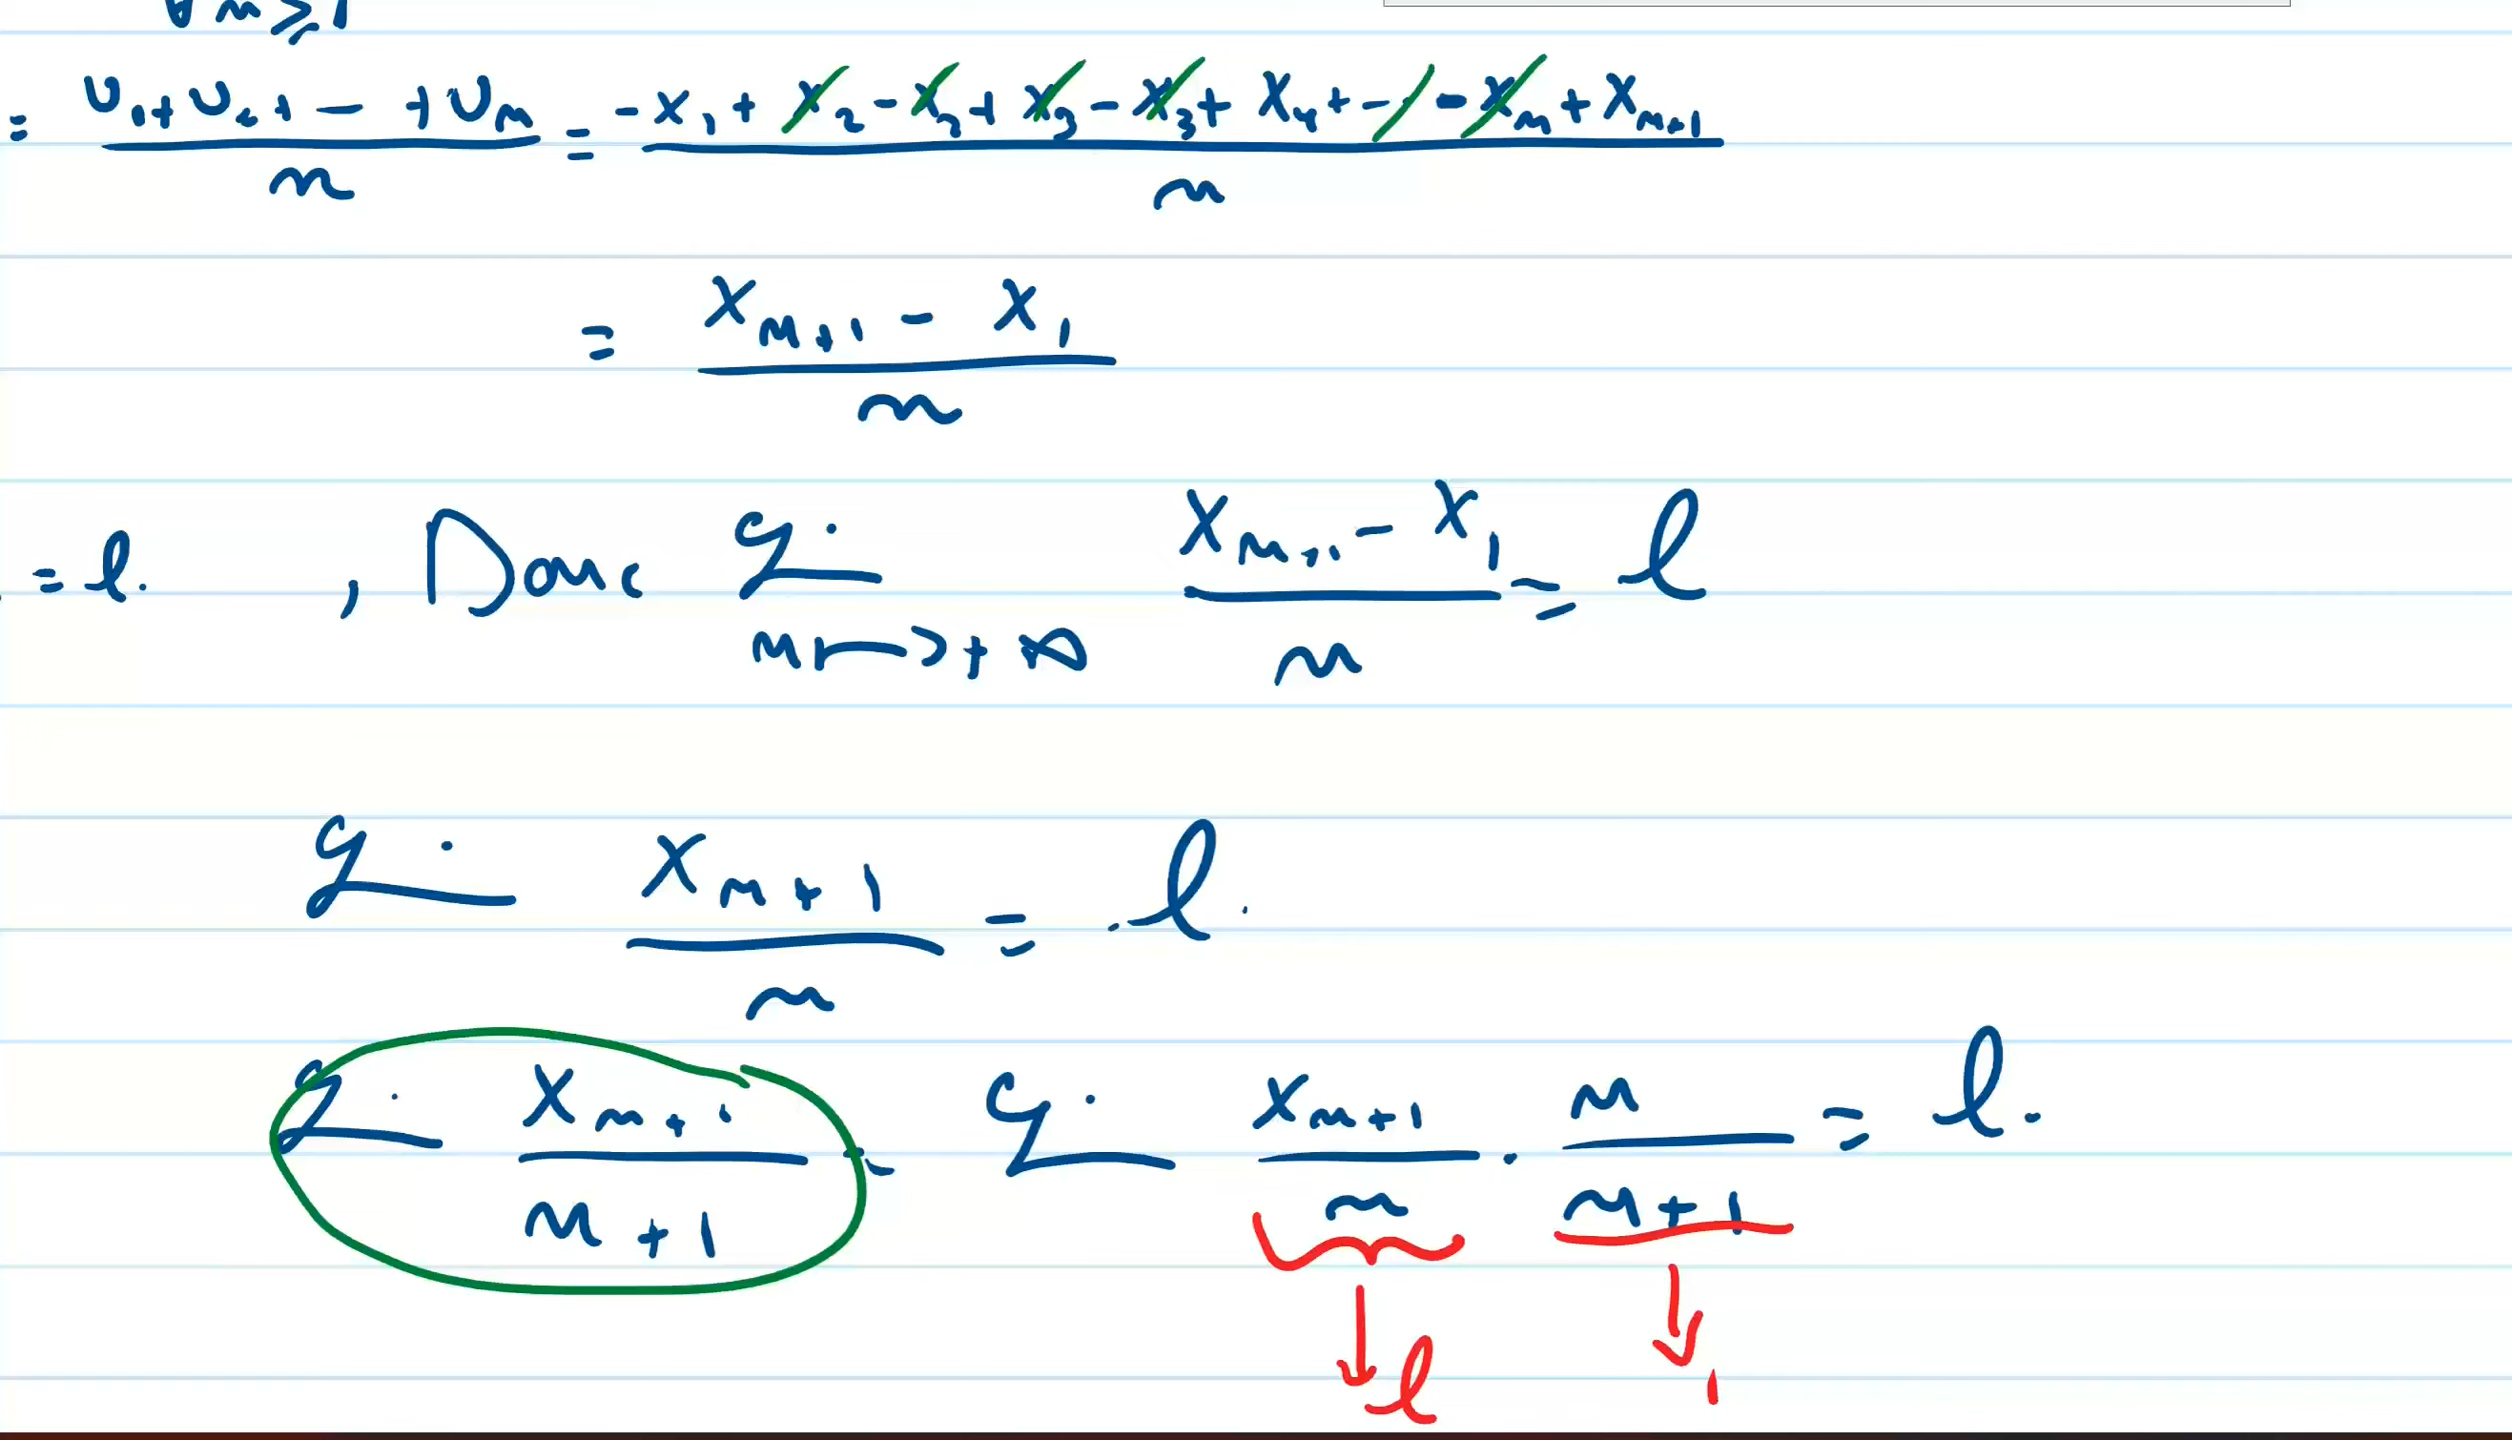 ∀ n ≥ 1
= (U₁ + U₂ + — + Uₙ) / n = (-x₁ + x₂ - x₂ + x₃ - x₃ + x₄ + - - - xₙ + xₙ₊₁) / n
= (xₙ₊₁ - x₁) / n
= l. , Donc lim n→+∞ (xₙ₊₁ - x₁) / n = l
lim xₙ₊₁ / n = l.
lim xₙ₊₁ / (n+1) = lim xₙ₊₁ / n . n / (n+1) = l.
↓ l ↓ 1